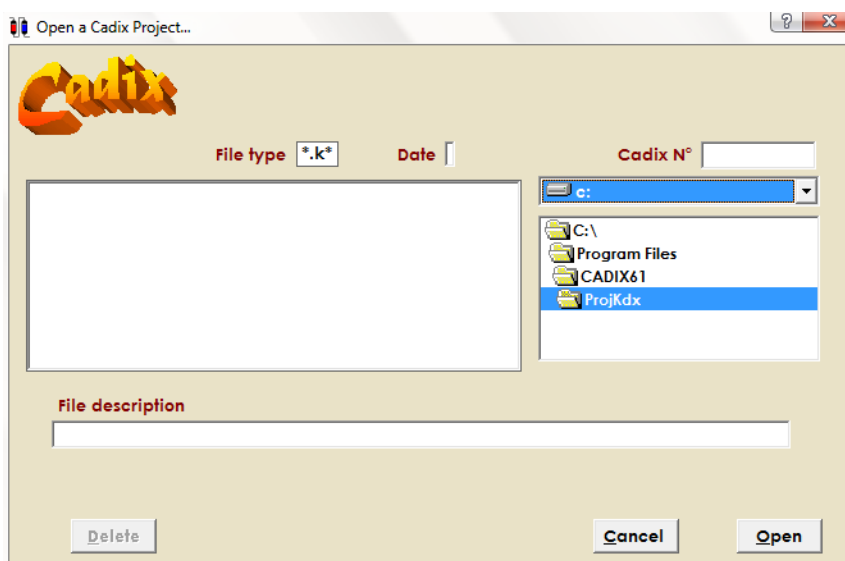 Open a Cadix Project...
Cadix
File type *.k* Date Cadix N°
c:
C:\
Program Files
CADIX61
ProjKdx
File description
Delete Cancel Open